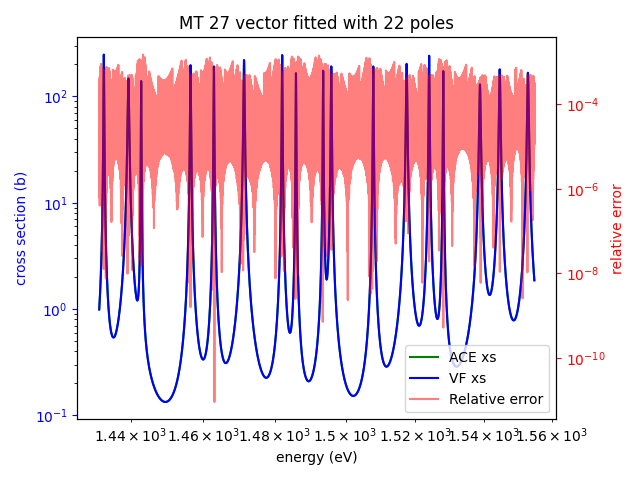 MT 27 vector fitted with 22 poles
cross section (b)
10²
10¹
10⁰
10⁻¹
10⁻⁴
10⁻⁶
10⁻⁸
10⁻¹⁰
relative error
ACE xs
VF xs
Relative error
1.44×10³ 1.46×10³ 1.48×10³ 1.5×10³ 1.52×10³ 1.54×10³ 1.56×10³
energy (eV)